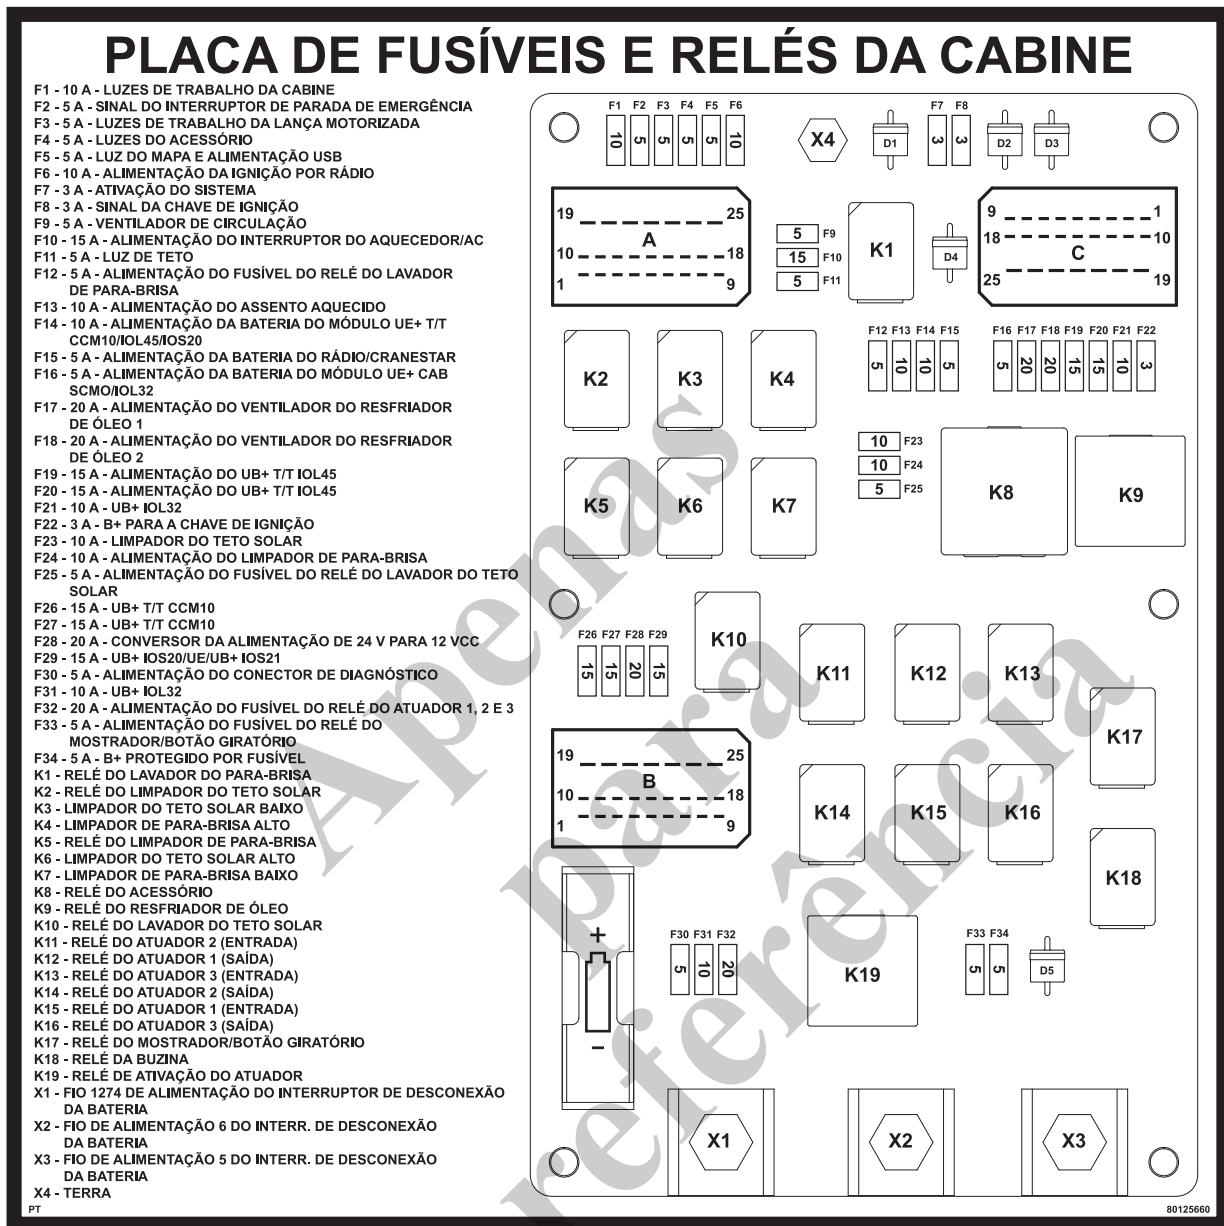 PLACA DE FUSÍVEIS E RELÉS DA CABINE
F1 - 10 A - LUZES DE TRABALHO DA CABINE
F2 - 5 A - SINAL DO INTERRUPTOR DE PARADA DE EMERGÊNCIA
F3 - 5 A - LUZES DE TRABALHO DA LANÇA MOTORIZADA
F4 - 5 A - LUZES DO ACESSÓRIO
F5 - 5 A - LUZ DO MAPA E ALIMENTAÇÃO USB
F6 - 10 A - ALIMENTAÇÃO DA IGNIÇÃO POR RÁDIO
F7 - 3 A - ATIVAÇÃO DO SISTEMA
F8 - 3 A - SINAL DA CHAVE DE IGNIÇÃO
F9 - 5 A - VENTILADOR DE CIRCULAÇÃO
F10 - 15 A - ALIMENTAÇÃO DO INTERRUPTOR DO AQUECEDOR/AC
F11 - 5 A - LUZ DE TETO
F12 - 5 A - ALIMENTAÇÃO DO FUSÍVEL DO RELÉ DO LAVADOR
DE PARA-BRISA
F13 - 10 A - ALIMENTAÇÃO DO ASSENTO AQUECIDO
F14 - 10 A - ALIMENTAÇÃO DA BATERIA DO MÓDULO UE+ T/T
CCM10/IOL45/IOS20
F15 - 5 A - ALIMENTAÇÃO DA BATERIA DO RÁDIO/CRANESTAR
F16 - 5 A - ALIMENTAÇÃO DA BATERIA DO MÓDULO UE+ CAB
SCMO/IOL32
F17 - 20 A - ALIMENTAÇÃO DO VENTILADOR DO RESFRIADOR
DE ÓLEO 1
F18 - 20 A - ALIMENTAÇÃO DO VENTILADOR DO RESFRIADOR
DE ÓLEO 2
F19 - 15 A - ALIMENTAÇÃO DO UB+ T/T IOL45
F20 - 15 A - ALIMENTAÇÃO DO UB+ T/T IOL45
F21 - 10 A - UB+ IOL32
F22 - 3 A - B+ PARA A CHAVE DE IGNIÇÃO
F23 - 10 A - LIMPADOR DO TETO SOLAR
F24 - 10 A - ALIMENTAÇÃO DO LIMPADOR DE PARA-BRISA
F25 - 5 A - ALIMENTAÇÃO DO FUSÍVEL DO RELÉ DO LAVADOR DO TETO
SOLAR
F26 - 15 A - UB+ T/T CCM10
F27 - 15 A - UB+ T/T CCM10
F28 - 20 A - CONVERSOR DA ALIMENTAÇÃO DE 24 V PARA 12 VCC
F29 - 15 A - UB+ IOS20/UE/UB+ IOS21
F30 - 5 A - ALIMENTAÇÃO DO CONECTOR DE DIAGNÓSTICO
F31 - 10 A - UB+ IOL32
F32 - 20 A - ALIMENTAÇÃO DO FUSÍVEL DO RELÉ DO ATUADOR 1, 2 E 3
F33 - 5 A - ALIMENTAÇÃO DO FUSÍVEL DO RELÉ DO
MOSTRADOR/BOTÃO GIRATÓRIO
F34 - 5 A - B+ PROTEGIDO POR FUSÍVEL
K1 - RELÉ DO LAVADOR DO PARA-BRISA
K2 - RELÉ DO LIMPADOR DO TETO SOLAR
K3 - LIMPADOR DO TETO SOLAR BAIXO
K4 - LIMPADOR DE PARA-BRISA ALTO
K5 - RELÉ DO LIMPADOR DE PARA-BRISA
K6 - LIMPADOR DO TETO SOLAR ALTO
K7 - LIMPADOR DE PARA-BRISA BAIXO
K8 - RELÉ DO ACESSÓRIO
K9 - RELÉ DO RESFRIADOR DE ÓLEO
K10 - RELÉ DO LAVADOR DO TETO SOLAR
K11 - RELÉ DO ATUADOR 2 (ENTRADA)
K12 - RELÉ DO ATUADOR 1 (SAÍDA)
K13 - RELÉ DO ATUADOR 3 (ENTRADA)
K14 - RELÉ DO ATUADOR 2 (SAÍDA)
K15 - RELÉ DO ATUADOR 1 (ENTRADA)
K16 - RELÉ DO ATUADOR 3 (SAÍDA)
K17 - RELÉ DO MOSTRADOR/BOTÃO GIRATÓRIO
K18 - RELÉ DA BUZINA
K19 - RELÉ DE ATIVAÇÃO DO ATUADOR
X1 - FIO 1274 DE ALIMENTAÇÃO DO INTERRUPTOR DE DESCONEXÃO
DA BATERIA
X2 - FIO DE ALIMENTAÇÃO 6 DO INTERR. DE DESCONEXÃO
DA BATERIA
X3 - FIO DE ALIMENTAÇÃO 5 DO INTERR. DE DESCONEXÃO
DA BATERIA
X4 - TERRA
PT
F1 F2 F3 F4 F5 F6
10 5 5 5 5 10
X4
D1
F7 F8
3 3
D2 D3
19 25
A
10 18
1 9
5 F9
15 F10
5 F11
K1
D4
9 1
18 10
C
25 19
K2 K3 K4
F12 F13 F14 F15
5 10 10 5
F16 F17 F18 F19 F20 F21 F22
5 20 20 15 15 10 3
K5 K6 K7
10 F23
10 F24
5 F25
K8 K9
F26 F27 F28 F29
15 15 20 15
K10 K11 K12 K13
K17
19 25
B
10 18
1 9
K14 K15 K16
K18
+
-
F30 F31 F32
5 10 20
K19
F33 F34
5 5
D5
X1 X2 X3
80125660
Apenas
para
referência